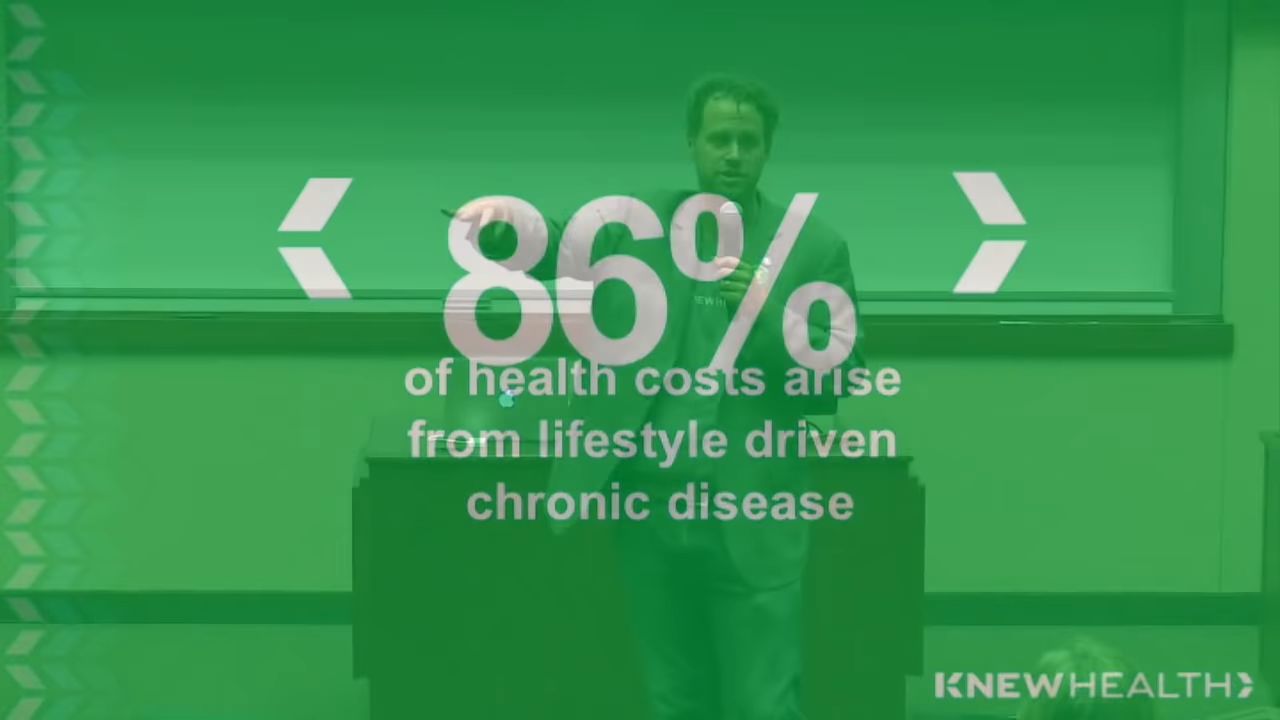 86%
of health costs arise
from lifestyle driven
chronic disease
KNEWHEALTH